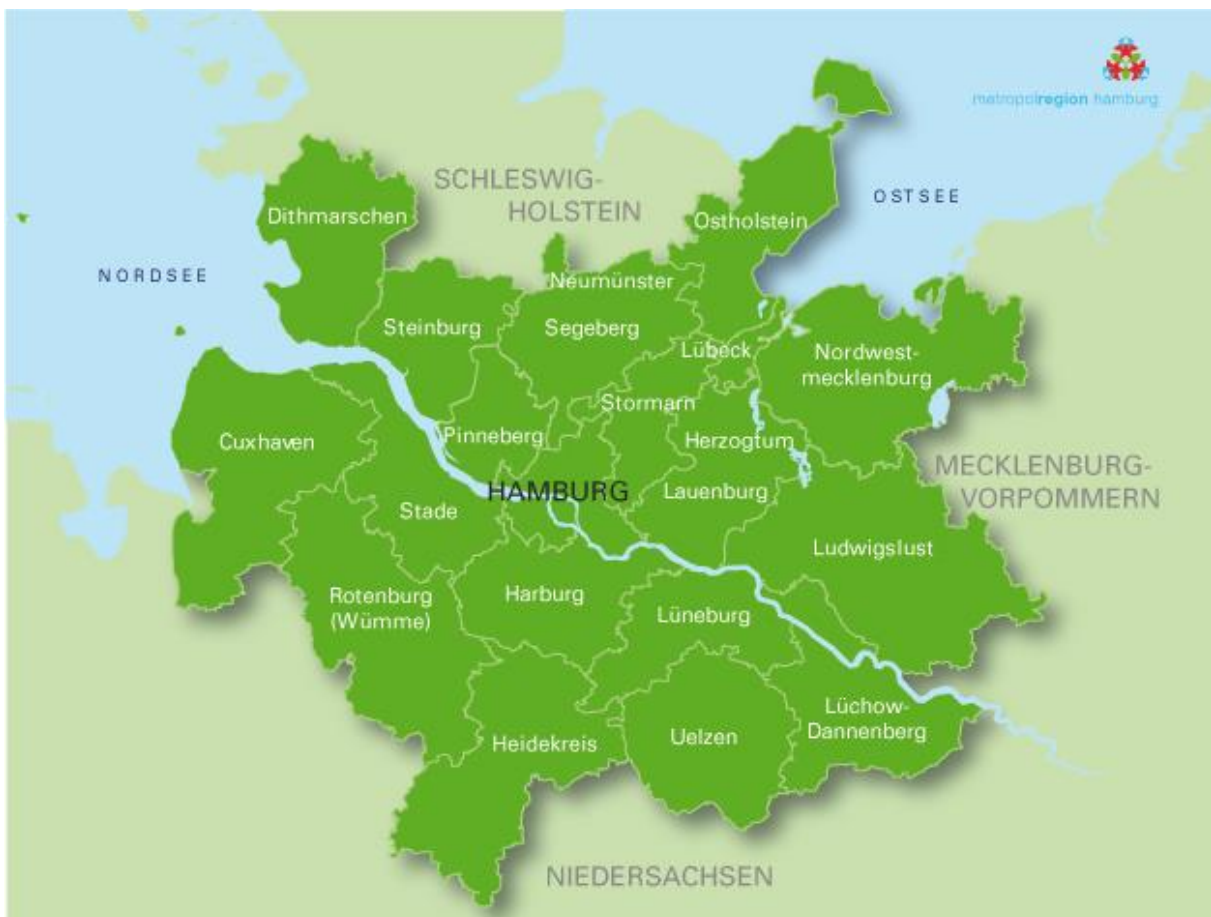 metropolregion hamburg
SCHLESWIG-
HOLSTEIN
OSTSEE
Dithmarschen
Ostholstein
NORDSEE
Neumünster
Steinburg
Segeberg
Lübeck
Nordwest-
mecklenburg
Stormarn
Pinneberg
Cuxhaven
Herzogtum
Lauenburg
MECKLENBURG-
VORPOMMERN
HAMBURG
Stade
Ludwigslust
Rotenburg
(Wümme)
Harburg
Lüneburg
Lüchow-
Dannenberg
Heidekreis
Uelzen
NIEDERSACHSEN